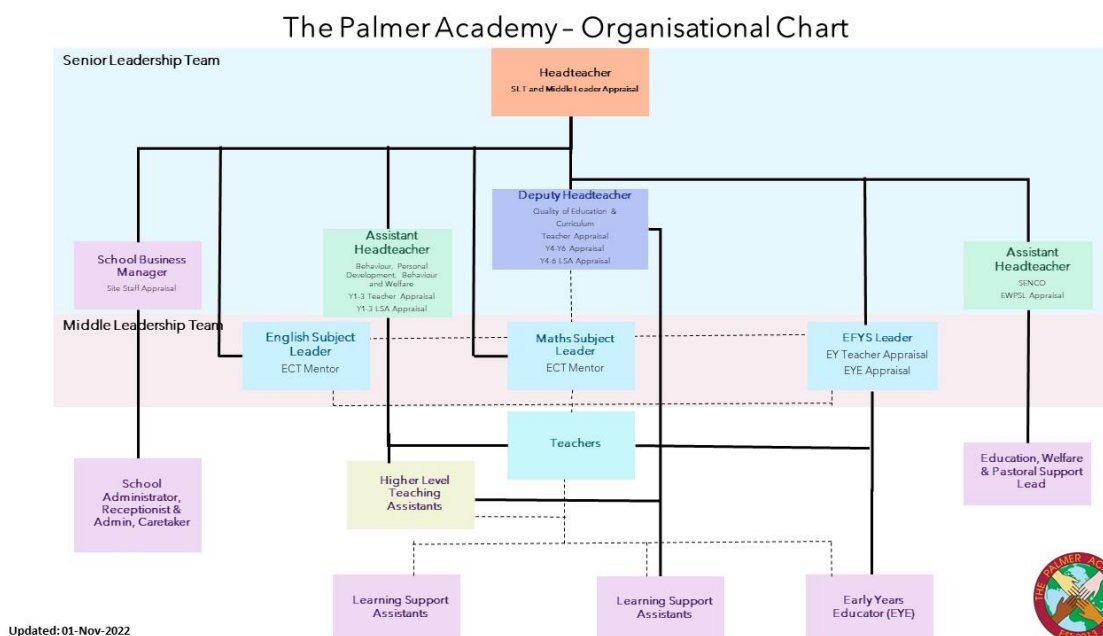 The Palmer Academy – Organisational Chart
Senior Leadership Team
Headteacher
SLT and Middle Leader Appraisal
Deputy Headteacher
Quality of Education &
Curriculum
Teacher Appraisal
Y4-Y6 Appraisal
Y4-6 LSA Appraisal
School Business
Manager
Site Staff Appraisal
Assistant
Headteacher
Behaviour, Personal
Development, Behaviour
and Welfare
Y1-3 Teacher Appraisal
Y1-3 LSA Appraisal
Assistant
Headteacher
SENCO
EWPSL Appraisal
Middle Leadership Team
English Subject
Leader
ECT Mentor
Maths Subject
Leader
ECT Mentor
EFYS Leader
EY Teacher Appraisal
EYE Appraisal
Teachers
School
Administrator,
Receptionist &
Admin, Caretaker
Higher Level
Teaching
Assistants
Education, Welfare
& Pastoral Support
Lead
Learning Support
Assistants
Learning Support
Assistants
Early Years
Educator (EYE)
THE PALMER
Updated: 01-Nov-2022